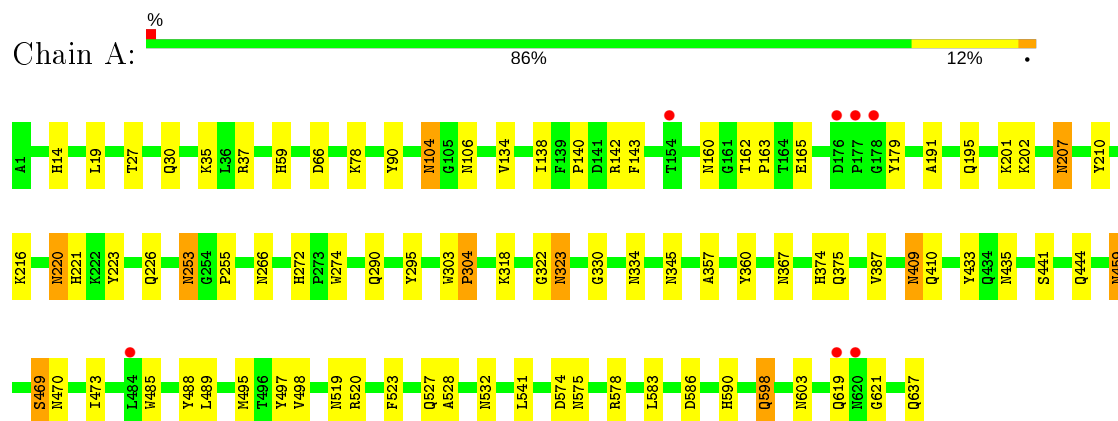 %
Chain A:
86% 12% •
A1 H14 L19 T27 Q30 K35 L36 R37 H59 D66 K78 Y90 N104 G105 N106 V134 I138 F139 P140 D141 R142 F143 T154 N160 G161 T162 P163 T164 E165 D176 P177 G178 Y179 A191 Q195 K201 K202 N207 Y210
K216 N220 H221 K222 Y223 Q226 N253 G254 P255 N266 H272 P273 W274 Q290 Y295 W303 P304 K318 G322 N323 G330 N334 N345 A357 Y360 N367 H374 Q375 V387 N409 Q410 Y433 Q434 N435 S441 Q444 N459
S469 N470 I473 L484 W485 Y488 L489 M495 T496 Y497 V498 N519 R520 F523 Q527 A528 N532 L541 D574 N575 R578 L583 D586 H590 Q598 N603 Q619 N620 G621 Q637